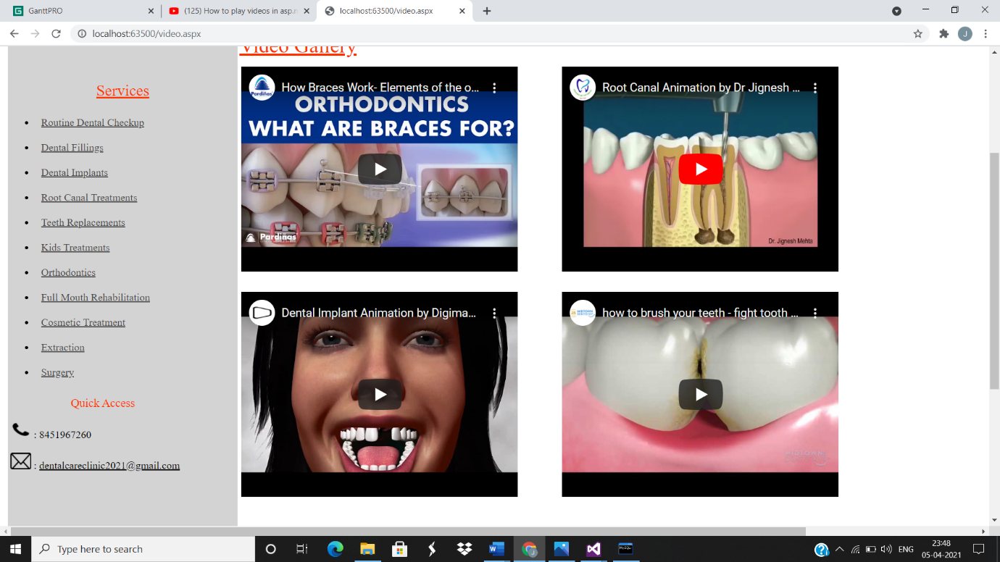 GanttPRO
(125) How to play videos in asp.n
localhost:63500/video.aspx
localhost:63500/video.aspx
J
Video Gallery
Services
Routine Dental Checkup
Dental Fillings
Dental Implants
Root Canal Treatments
Teeth Replacements
Kids Treatments
Orthodontics
Full Mouth Rehabilitation
Cosmetic Treatment
Extraction
Surgery
Quick Access
: 8451967260
: dentalcareclinic2021@gmail.com
Pardiñas
How Braces Work- Elements of the o...
ORTHODONTICS
WHAT ARE BRACES FOR?
Pardiñas
Root Canal Animation by Dr Jignesh ...
Dr. Jignesh Mehta
Dental Implant Animation by Digima...
how to brush your teeth - fight tooth ...
Type here to search
ENG
23:48
05-04-2021